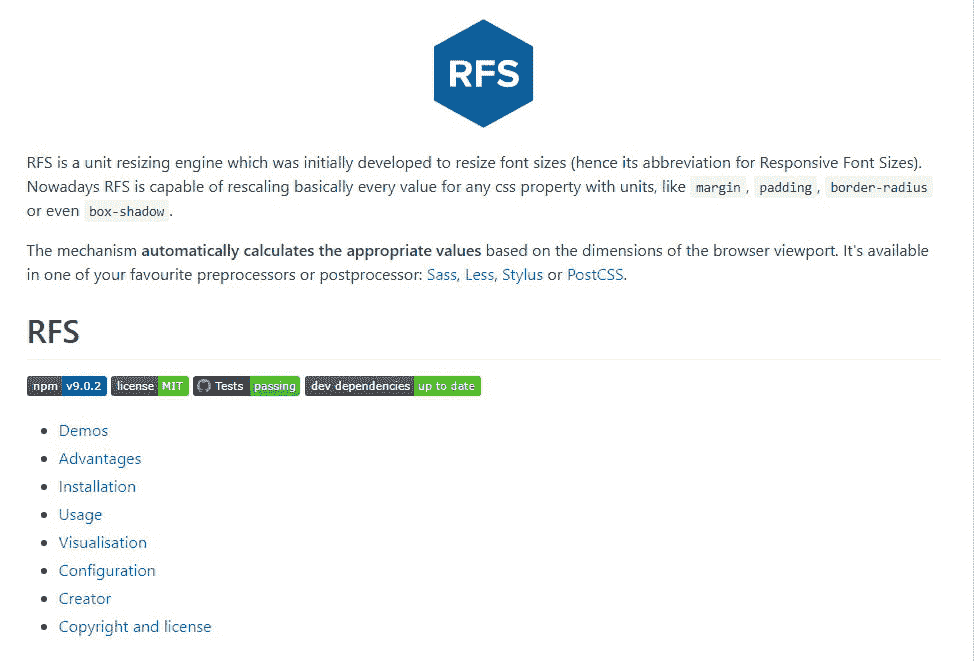 RFS
RFS is a unit resizing engine which was initially developed to resize font sizes (hence its abbreviation for Responsive Font Sizes).
Nowadays RFS is capable of rescaling basically every value for any css property with units, like margin, padding, border-radius
or even box-shadow.
The mechanism automatically calculates the appropriate values based on the dimensions of the browser viewport. It's available
in one of your favourite preprocessors or postprocessor: Sass, Less, Stylus or PostCSS.
RFS
npm v9.0.2 license MIT Tests passing dev dependencies up to date
Demos
Advantages
Installation
Usage
Visualisation
Configuration
Creator
Copyright and license